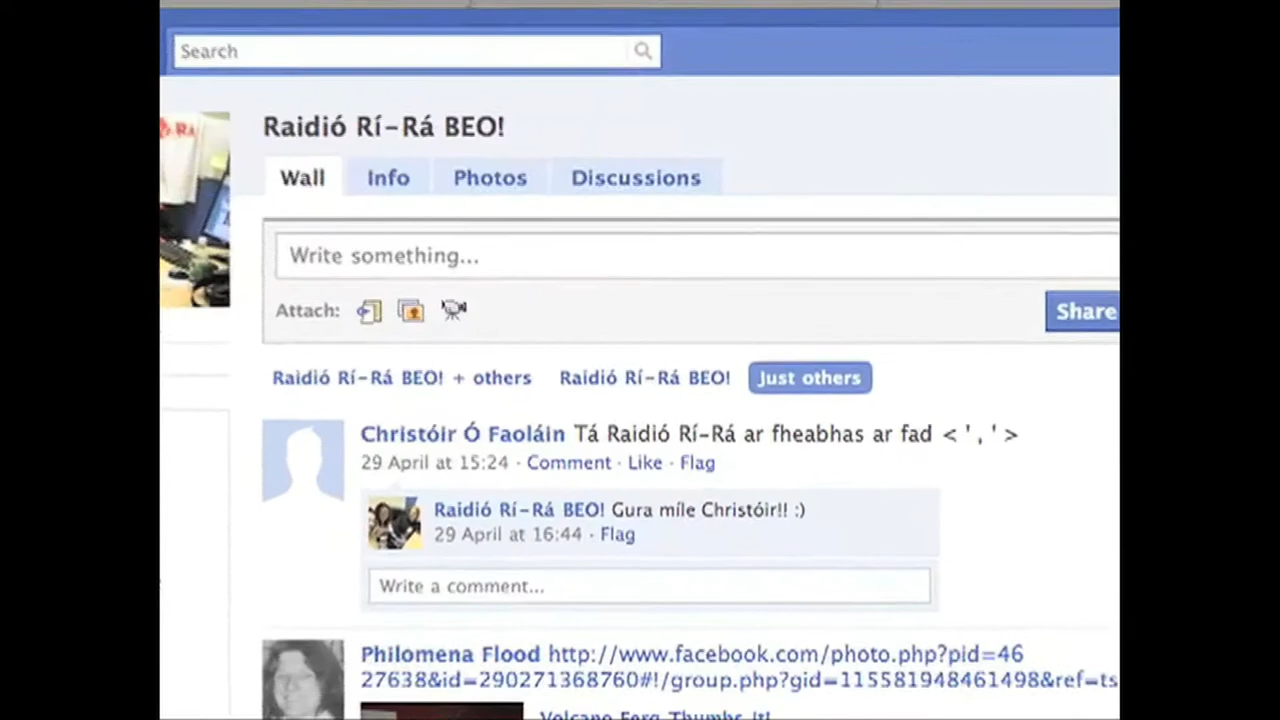 Search
Raidió Rí-Rá BEO!
Wall Info Photos Discussions
Write something...
Attach: Share
Raidió Rí-Rá BEO! + others Raidió Rí-Rá BEO! Just others
Christóir Ó Faoláin Tá Raidió Rí-Rá ar fheabhas ar fad <','>
29 April at 15:24 · Comment · Like · Flag
Raidió Rí-Rá BEO! Gura míle Christóir!! :)
29 April at 16:44 · Flag
Write a comment...
Philomena Flood http://www.facebook.com/photo.php?pid=46
27638&id=290271368760#!/group.php?gid=115581948461498&ref=ts
Volcano Ferg Thumbs it!